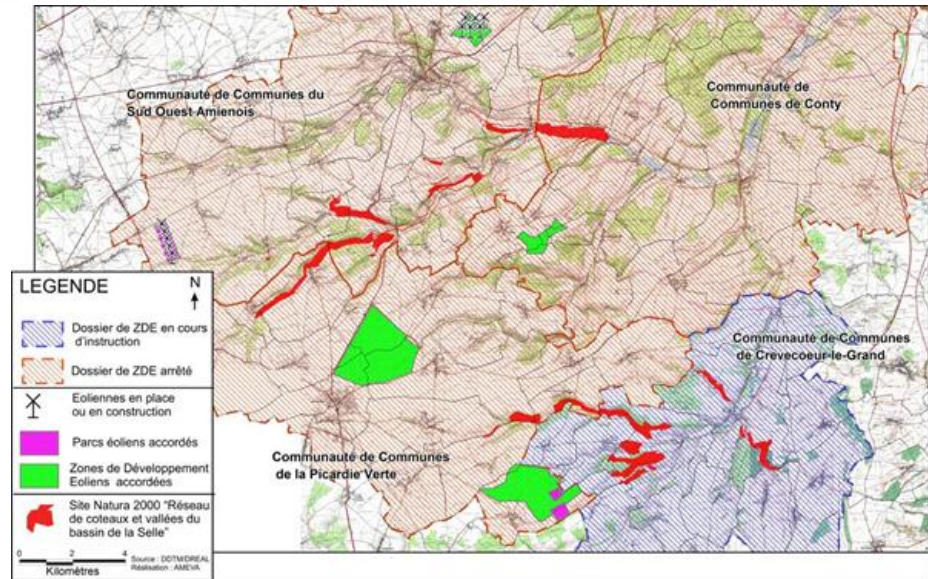 Communauté de Communes du
Sud Ouest Amienois
Communauté de
Communes de Conty
Communauté de Communes
de Crevecoeur-le-Grand
Communauté de Communes
de la Picardie Verte
LEGENDE
N
Dossier de ZDE en cours
d'instruction
Dossier de ZDE arrêté
Eoliennes en place
ou en construction
Parcs éoliens accordés
Zones de Développement
Eoliens accordées
Site Natura 2000 "Réseau
de coteaux et vallées du
bassin de la Selle"
0 2 4
Kilomètres
Source : DDTM/DREAL
Réalisation : AMEVA